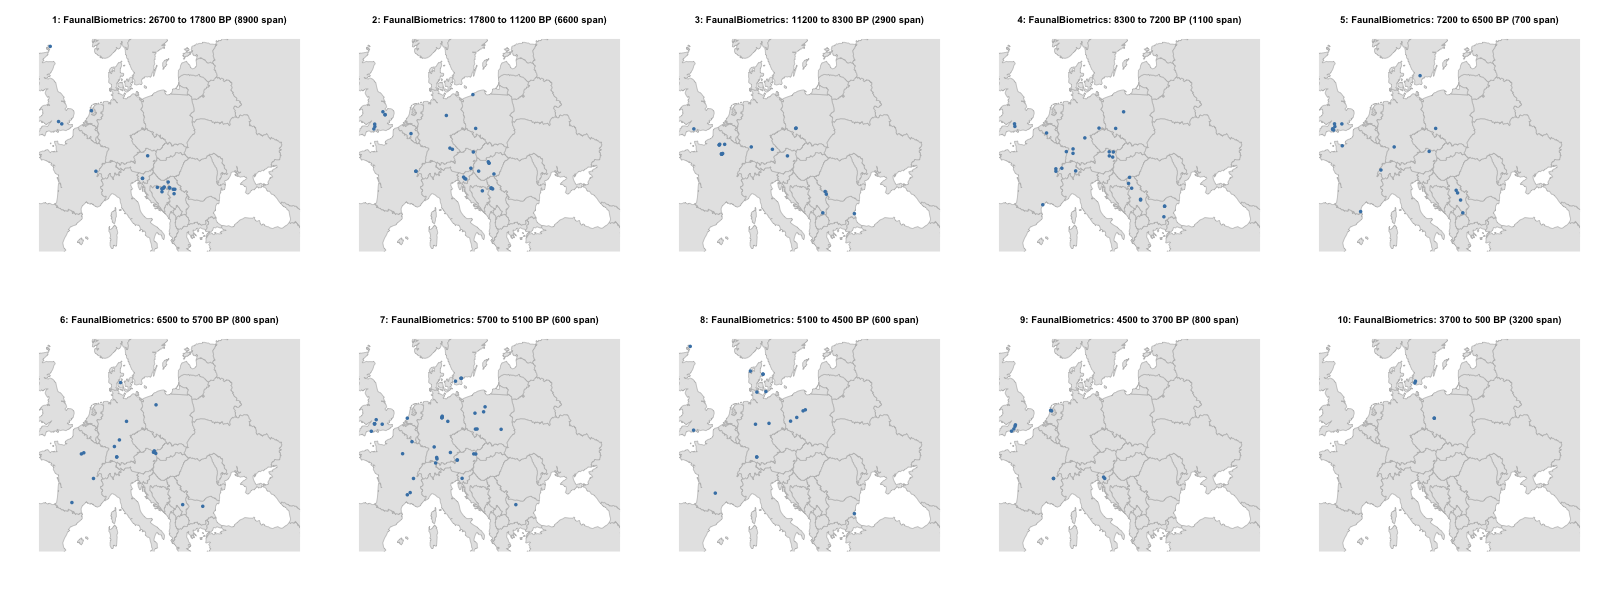 1: FaunalBiometrics: 26700 to 17800 BP (8900 span)
2: FaunalBiometrics: 17800 to 11200 BP (6600 span)
3: FaunalBiometrics: 11200 to 8300 BP (2900 span)
4: FaunalBiometrics: 8300 to 7200 BP (1100 span)
5: FaunalBiometrics: 7200 to 6500 BP (700 span)
6: FaunalBiometrics: 6500 to 5700 BP (800 span)
7: FaunalBiometrics: 5700 to 5100 BP (600 span)
8: FaunalBiometrics: 5100 to 4500 BP (600 span)
9: FaunalBiometrics: 4500 to 3700 BP (800 span)
10: FaunalBiometrics: 3700 to 500 BP (3200 span)